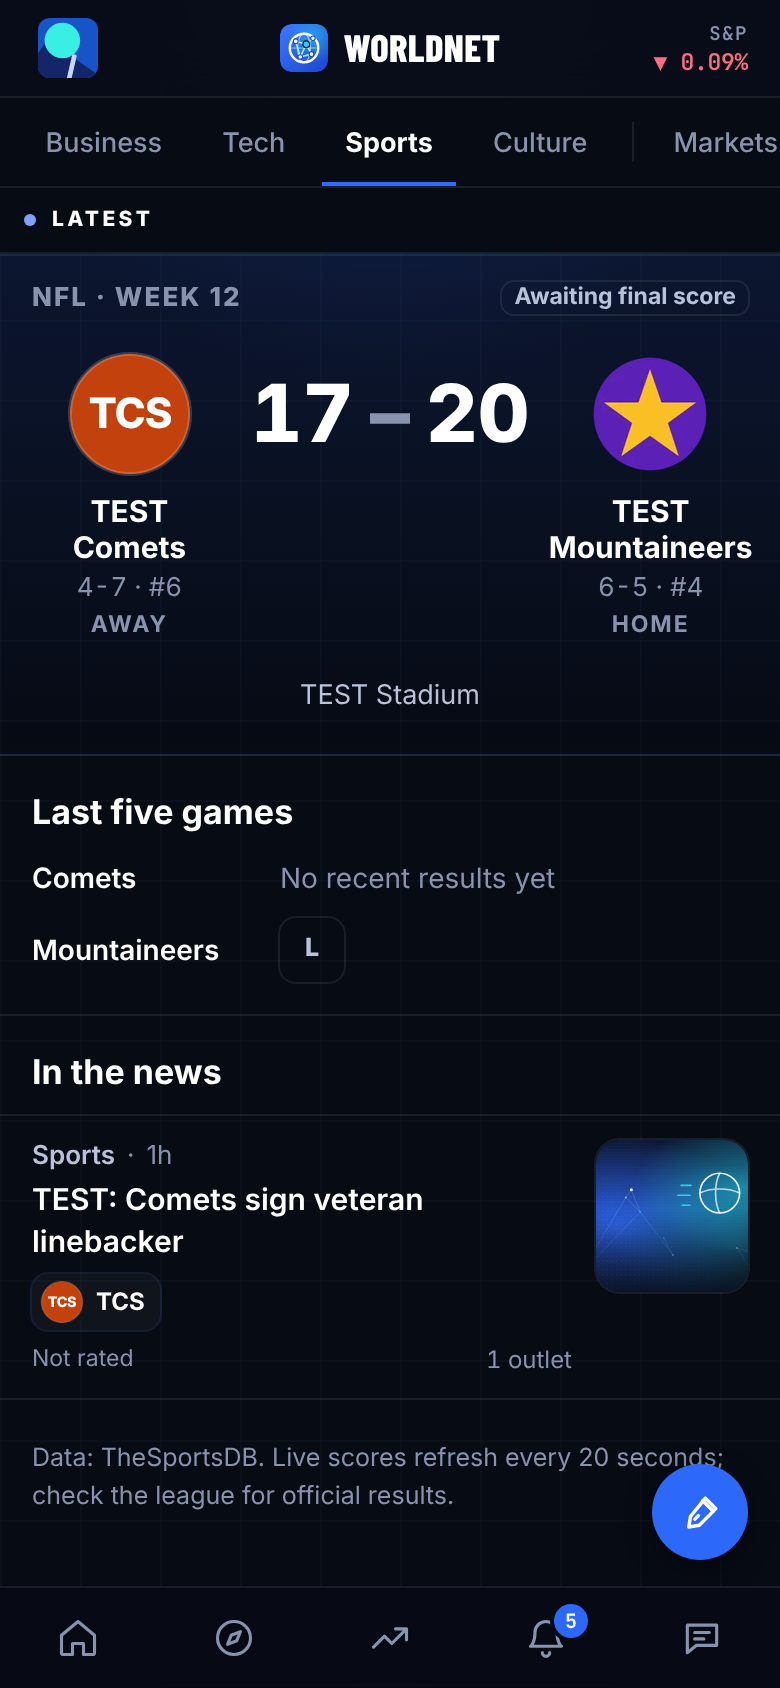 S&P
WORLDNET
▼ 0.09%
Business Tech Sports Culture Markets
LATEST
NFL · WEEK 12 Awaiting final score
TCS 17 – 20
TEST Comets
4-7 · #6
AWAY
TEST Mountaineers
6-5 · #4
HOME
TEST Stadium
Last five games
Comets No recent results yet
Mountaineers L
In the news
Sports · 1h
TEST: Comets sign veteran
linebacker
TCS TCS
Not rated 1 outlet
Data: TheSportsDB. Live scores refresh every 20 seconds;
check the league for official results.
5